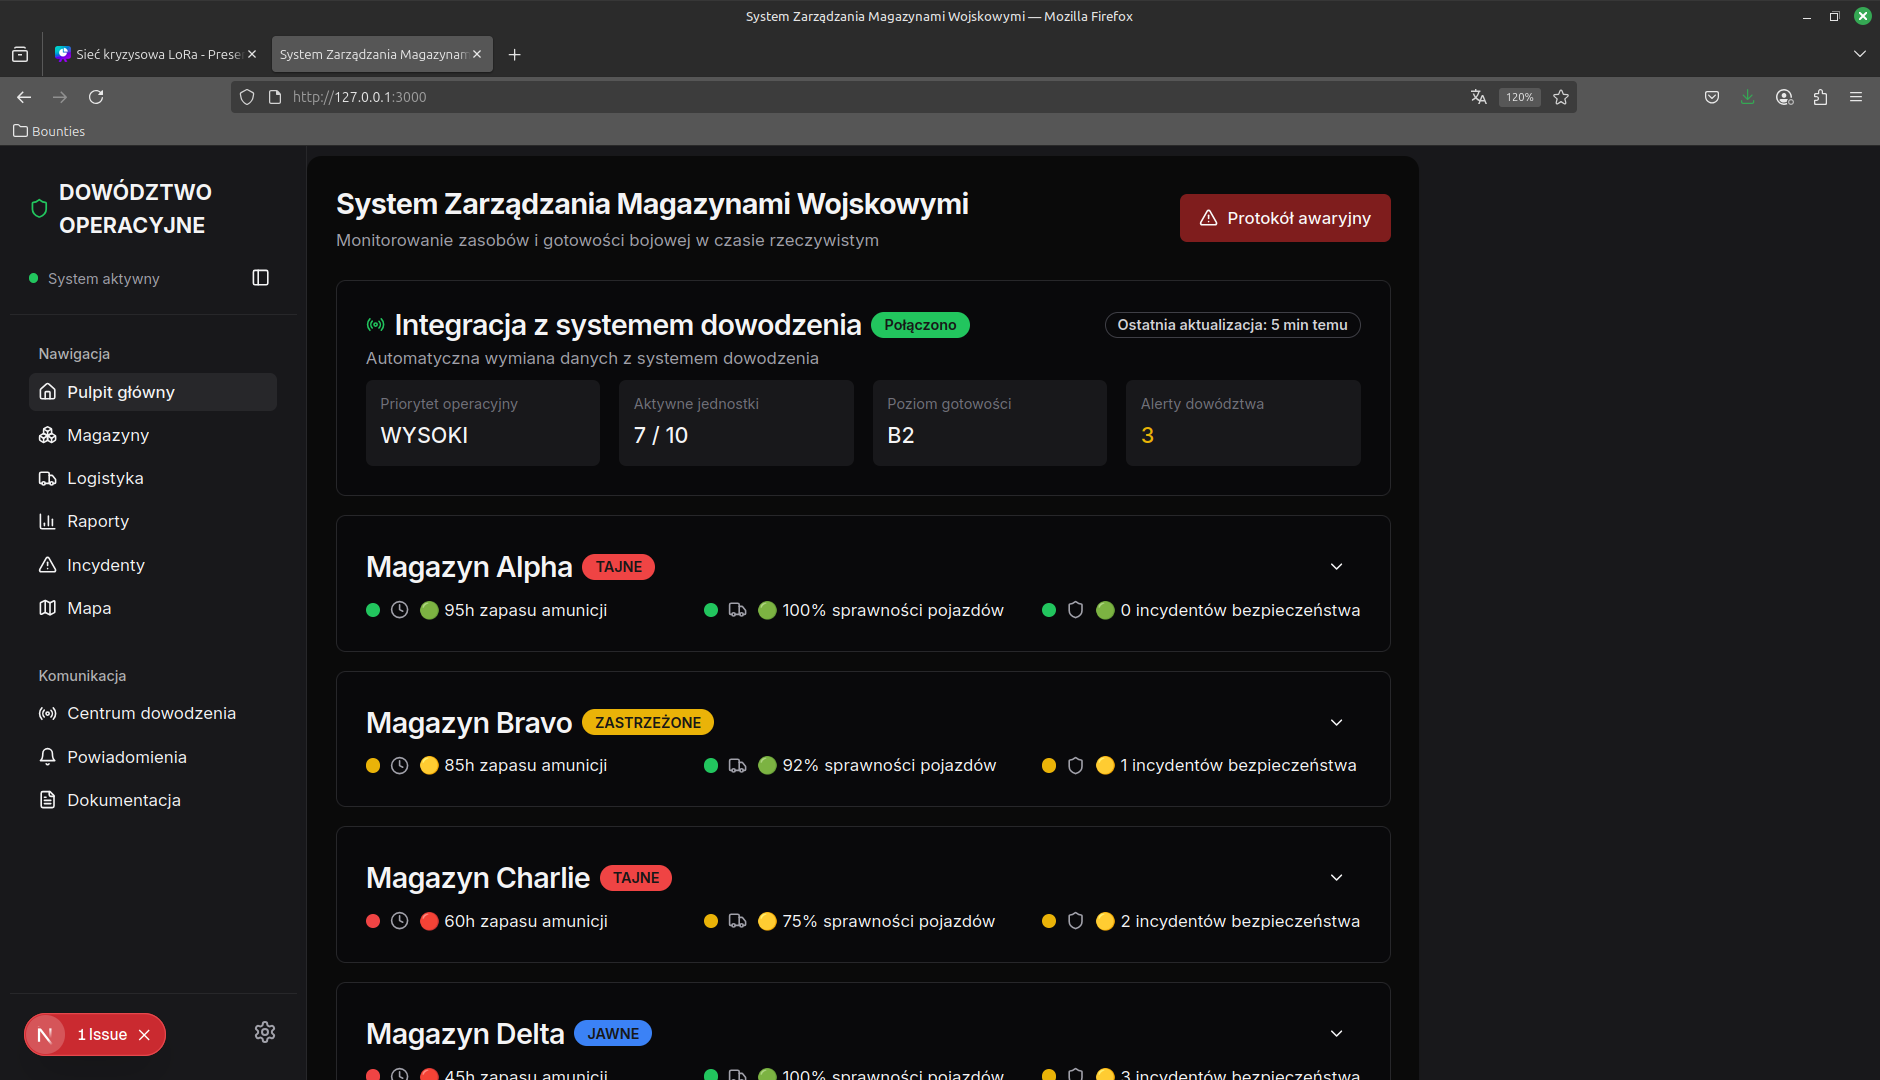 System Zarządzania Magazynami Wojskowymi — Mozilla Firefox
Sieć kryzysowa LoRa - Prese
System Zarządzania Magazynam
http://127.0.0.1:3000
120%
Bounties
DOWÓDZTWO
OPERACYJNE
System aktywny
Nawigacja
Pulpit główny
Magazyny
Logistyka
Raporty
Incydenty
Mapa
Komunikacja
Centrum dowodzenia
Powiadomienia
Dokumentacja
N
1 Issue
System Zarządzania Magazynami Wojskowymi
Monitorowanie zasobów i gotowości bojowej w czasie rzeczywistym
Protokół awaryjny
Integracja z systemem dowodzenia
Połączono
Ostatnia aktualizacja: 5 min temu
Automatyczna wymiana danych z systemem dowodzenia
Priorytet operacyjny
WYSOKI
Aktywne jednostki
7 / 10
Poziom gotowości
B2
Alerty dowództwa
3
Magazyn Alpha
TAJNE
95h zapasu amunicji
100% sprawności pojazdów
0 incydentów bezpieczeństwa
Magazyn Bravo
ZASTRZEŻONE
85h zapasu amunicji
92% sprawności pojazdów
1 incydentów bezpieczeństwa
Magazyn Charlie
TAJNE
60h zapasu amunicji
75% sprawności pojazdów
2 incydentów bezpieczeństwa
Magazyn Delta
JAWNE
45h zapasu amunicji
100% sprawności pojazdów
3 incydentów bezpieczeństwa